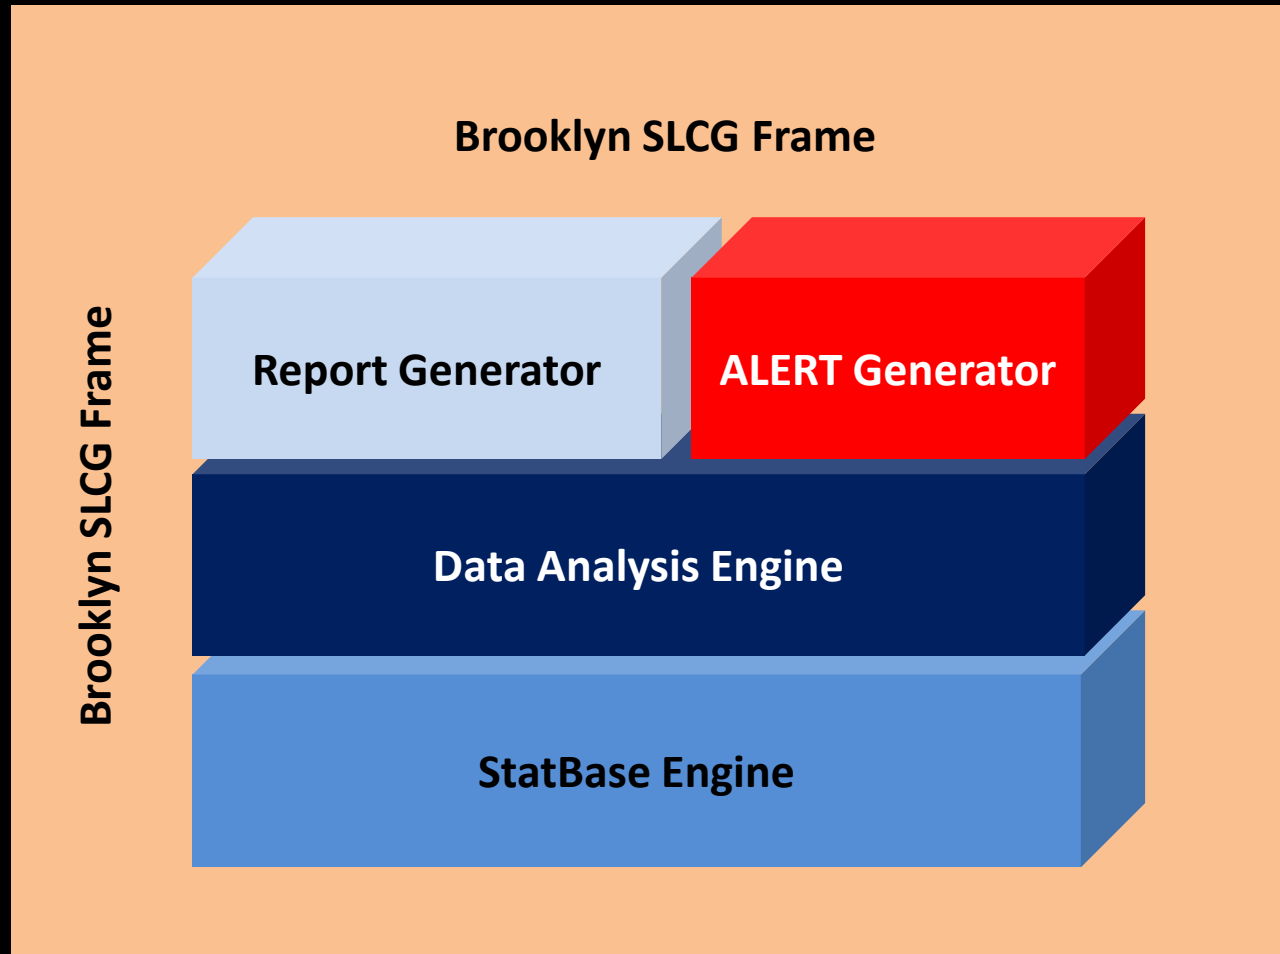 Brooklyn SLCG Frame
Brooklyn SLCG Frame
Report Generator
ALERT Generator
Data Analysis Engine
StatBase Engine